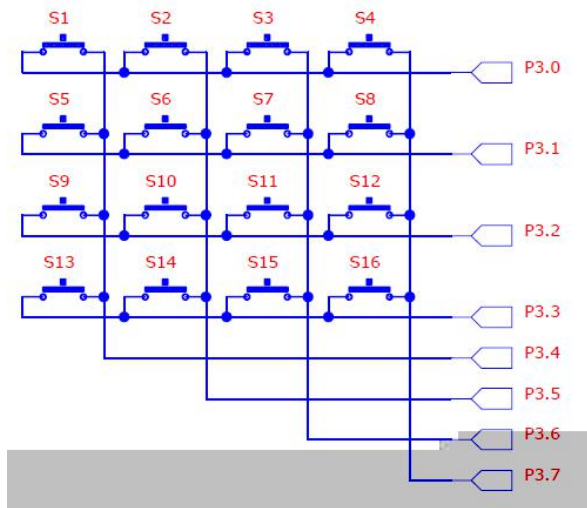 S1 S2 S3 S4
P3.0
S5 S6 S7 S8
P3.1
S9 S10 S11 S12
P3.2
S13 S14 S15 S16
P3.3
P3.4
P3.5
P3.6
P3.7